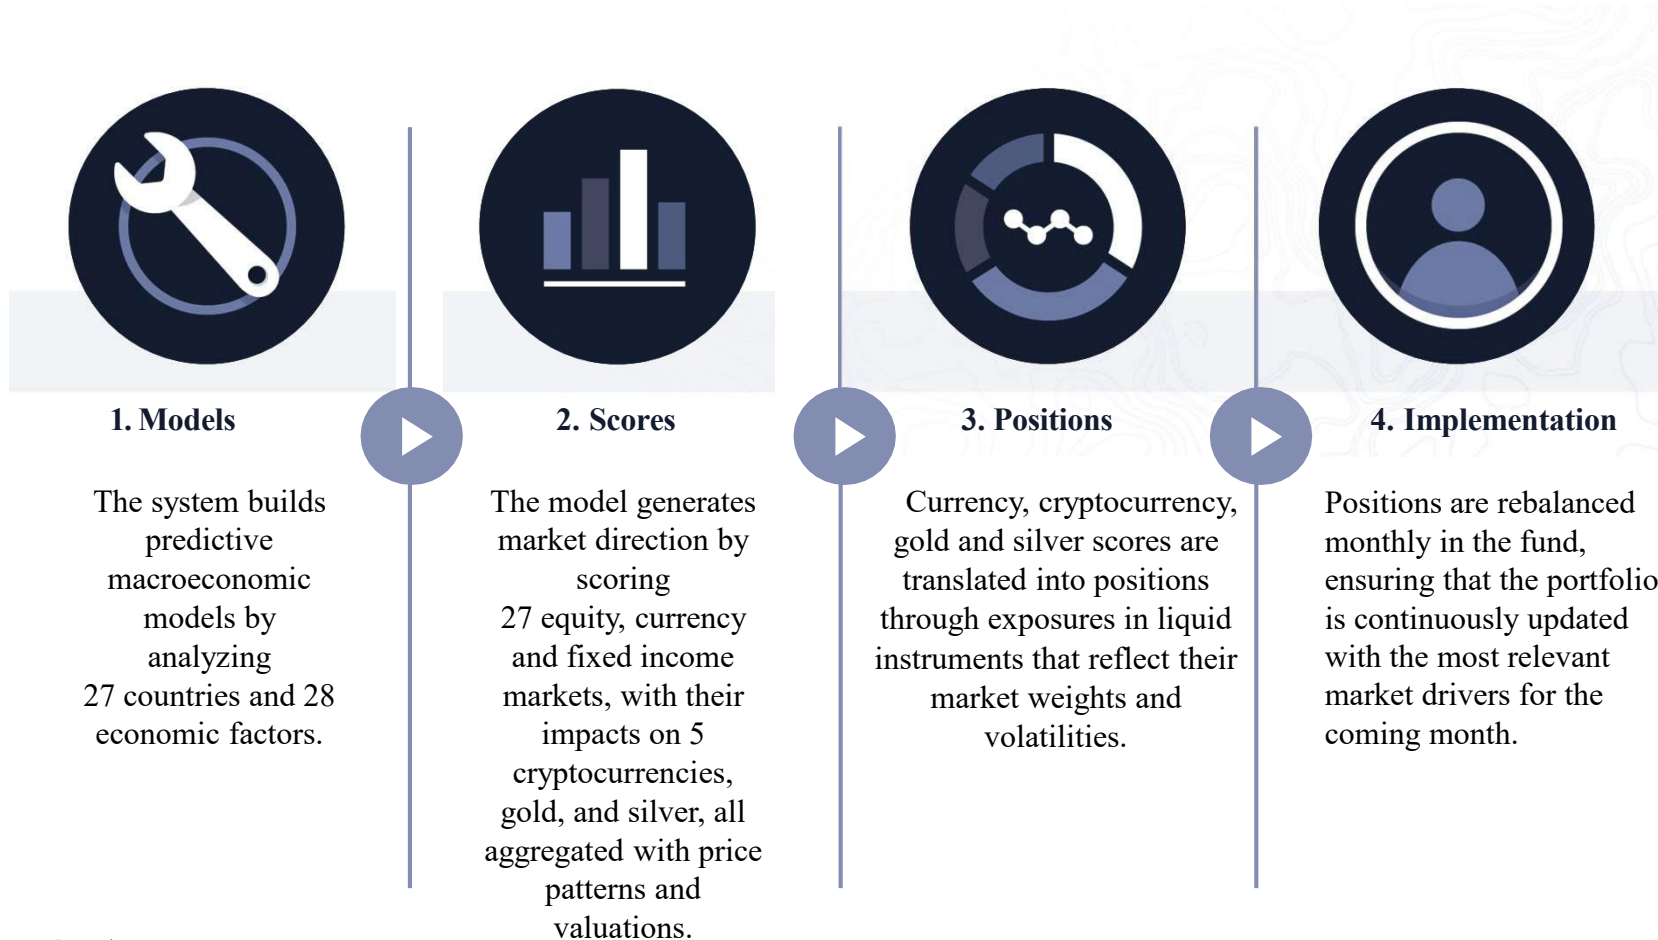 1. Models
The system builds
predictive
macroeconomic
models by
analyzing
27 countries and 28
economic factors.
2. Scores
The model generates
market direction by
scoring
27 equity, currency
and fixed income
markets, with their
impacts on 5
cryptocurrencies,
gold, and silver, all
aggregated with price
patterns and
valuations.
3. Positions
Currency, cryptocurrency,
gold and silver scores are
translated into positions
through exposures in liquid
instruments that reflect their
market weights and
volatilities.
4. Implementation
Positions are rebalanced
monthly in the fund,
ensuring that the portfolio
is continuously updated
with the most relevant
market drivers for the
coming month.